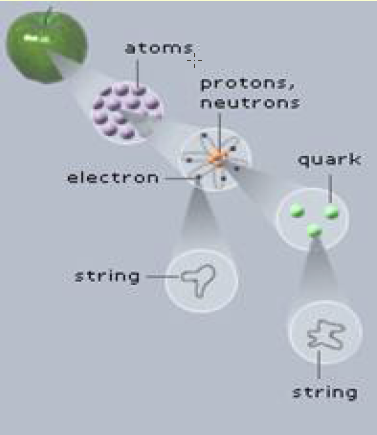 atoms
protons,
neutrons
quark
electron
string
string